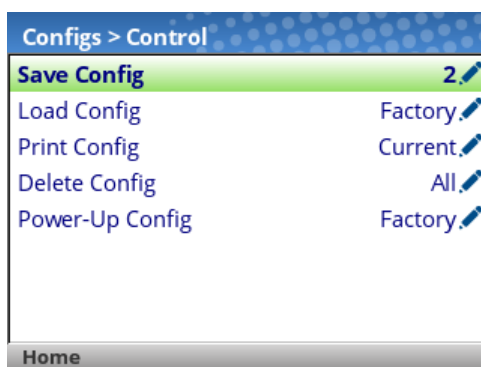 Configs > Control
Save Config 2
Load Config Factory
Print Config Current
Delete Config All
Power-Up Config Factory
Home